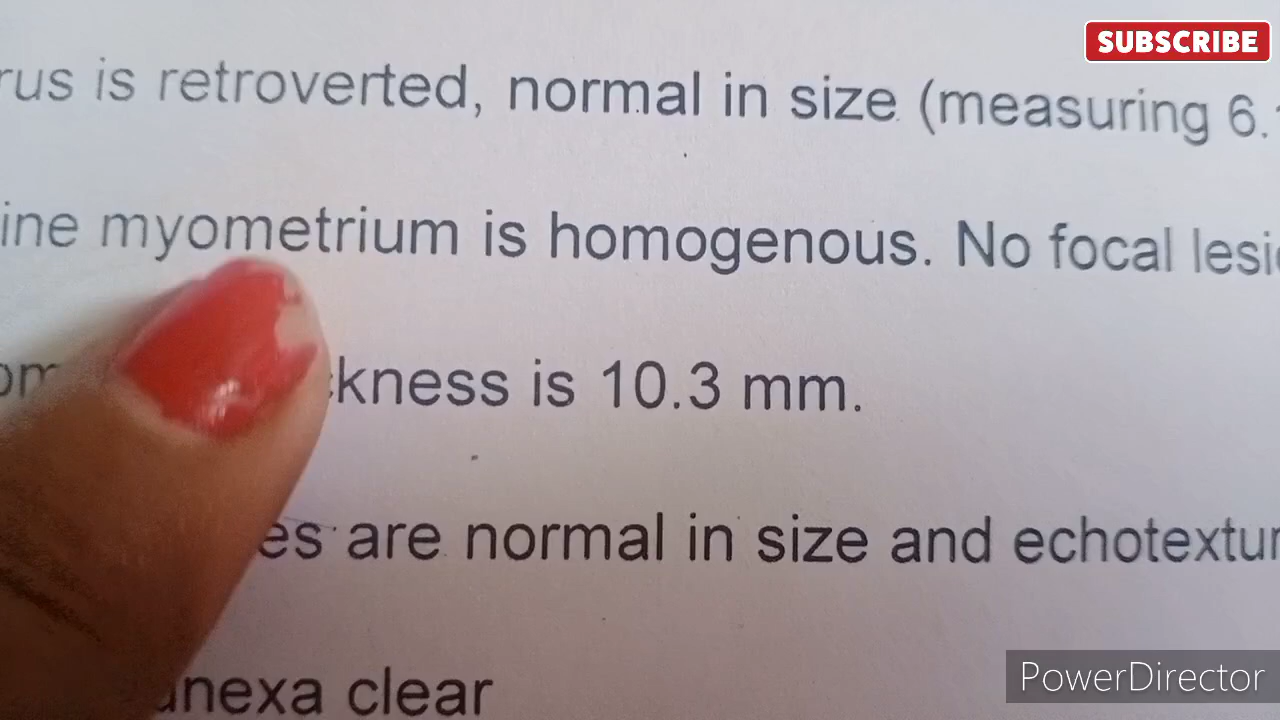 SUBSCRIBE
rus is retroverted, normal in size (measuring 6.
ine myometrium is homogenous. No focal lesi
om kness is 10.3 mm.
es are normal in size and echotextur
nexa clear
PowerDirector